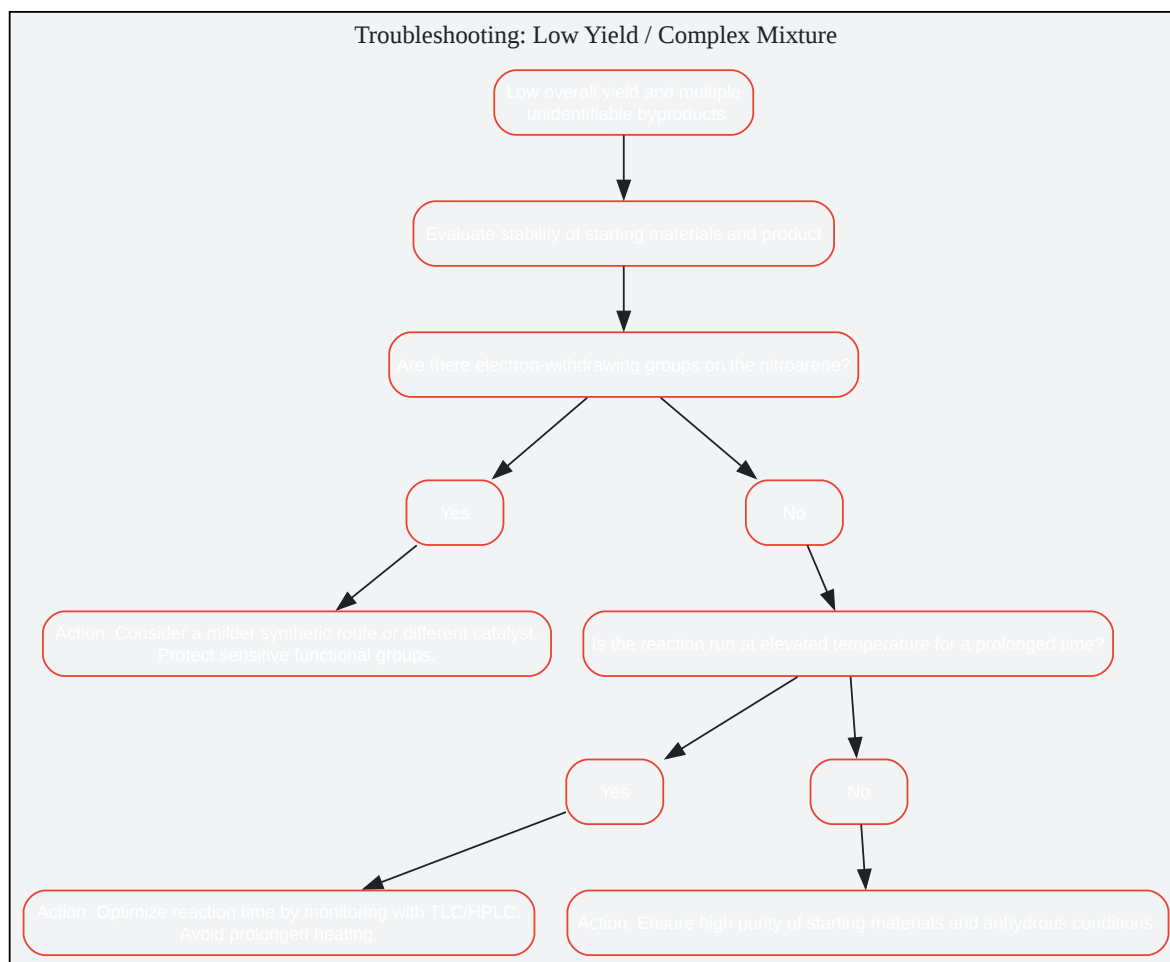 Troubleshooting: Low Yield / Complex Mixture
Low overall yield and multiple
unidentifiable byproducts
Evaluate stability of starting materials and product
Are there electron-withdrawing groups on the nitroarene?
Yes
No
Action: Consider a milder synthetic route or different catalyst.
Protect sensitive functional groups.
Is the reaction run at elevated temperature for a prolonged time?
Yes
No
Action: Optimize reaction time by monitoring with TLC/HPLC.
Avoid prolonged heating.
Action: Ensure high purity of starting materials and anhydrous conditions.